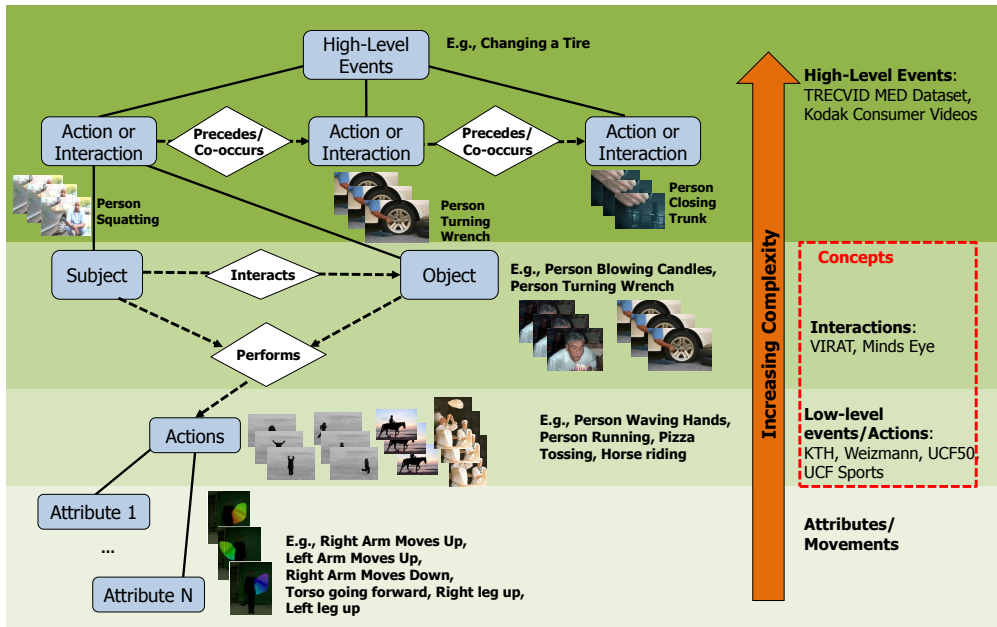 High-Level
Events
E.g., Changing a Tire
High-Level Events:
TRECVID MED Dataset,
Kodak Consumer Videos
Action or
Interaction
Precedes/
Co-occurs
Action or
Interaction
Precedes/
Co-occurs
Action or
Interaction
Person
Squatting
Person
Turning
Wrench
Person
Closing
Trunk
Increasing Complexity
Subject
Interacts
Object
E.g., Person Blowing Candles,
Person Turning Wrench
Concepts
Performs
Interactions:
VIRAT, Minds Eye
Actions
E.g., Person Waving Hands,
Person Running, Pizza
Tossing, Horse riding
Low-level
events/Actions:
KTH, Weizmann, UCF50,
UCF Sports
Attribute 1
...
Attribute N
E.g., Right Arm Moves Up,
Left Arm Moves Up,
Right Arm Moves Down,
Torso going forward, Right leg up,
Left leg up
Attributes/
Movements